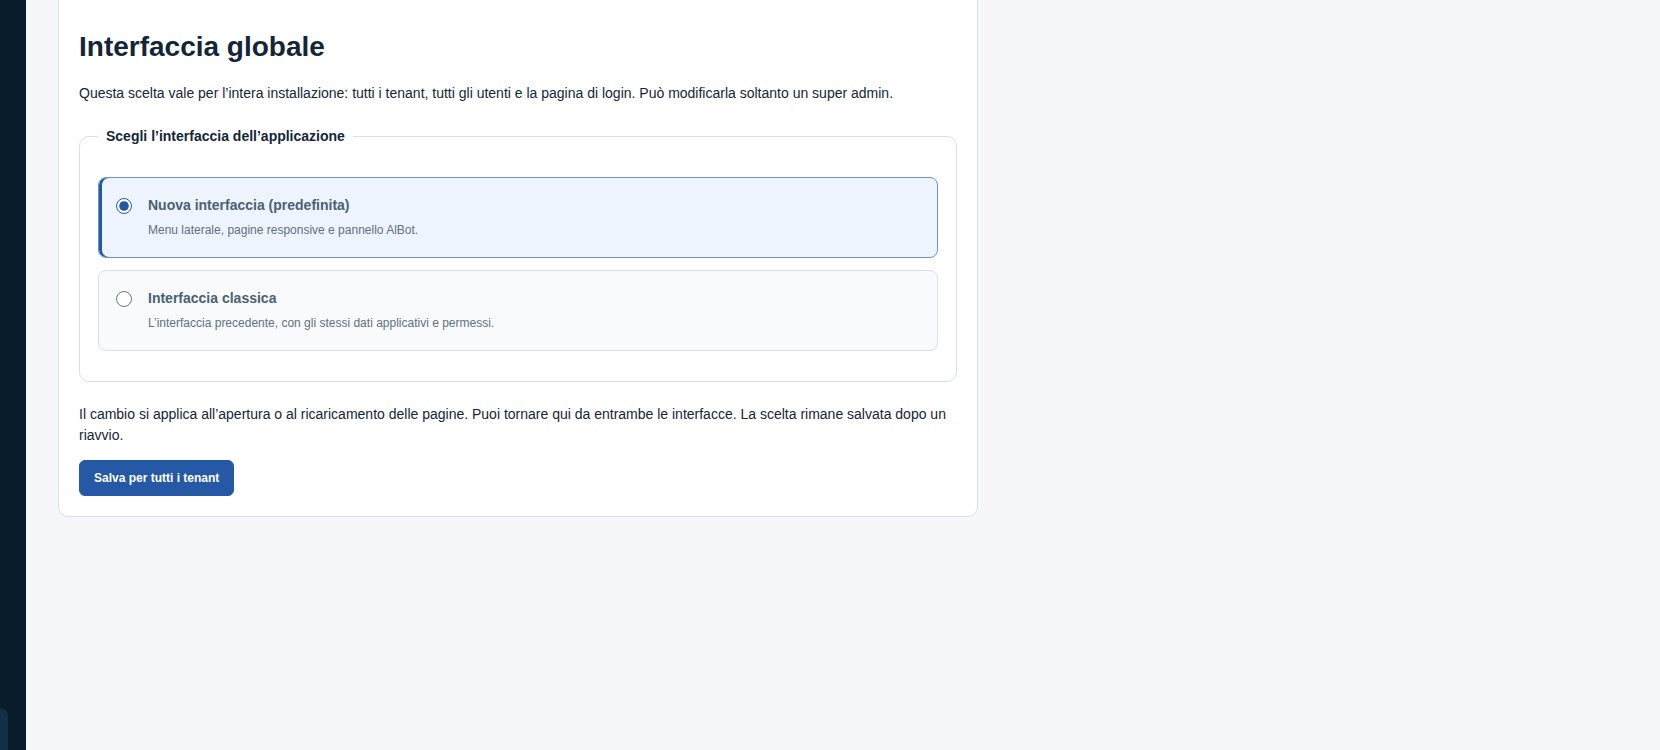 Interfaccia globale
Questa scelta vale per l’intera installazione: tutti i tenant, tutti gli utenti e la pagina di login. Può modificarla soltanto un super admin.
Scegli l’interfaccia dell’applicazione
Nuova interfaccia (predefinita)
Menu laterale, pagine responsive e pannello AIBot.
Interfaccia classica
L’interfaccia precedente, con gli stessi dati applicativi e permessi.
Il cambio si applica all’apertura o al ricaricamento delle pagine. Puoi tornare qui da entrambe le interfacce. La scelta rimane salvata dopo un
riavvio.
Salva per tutti i tenant